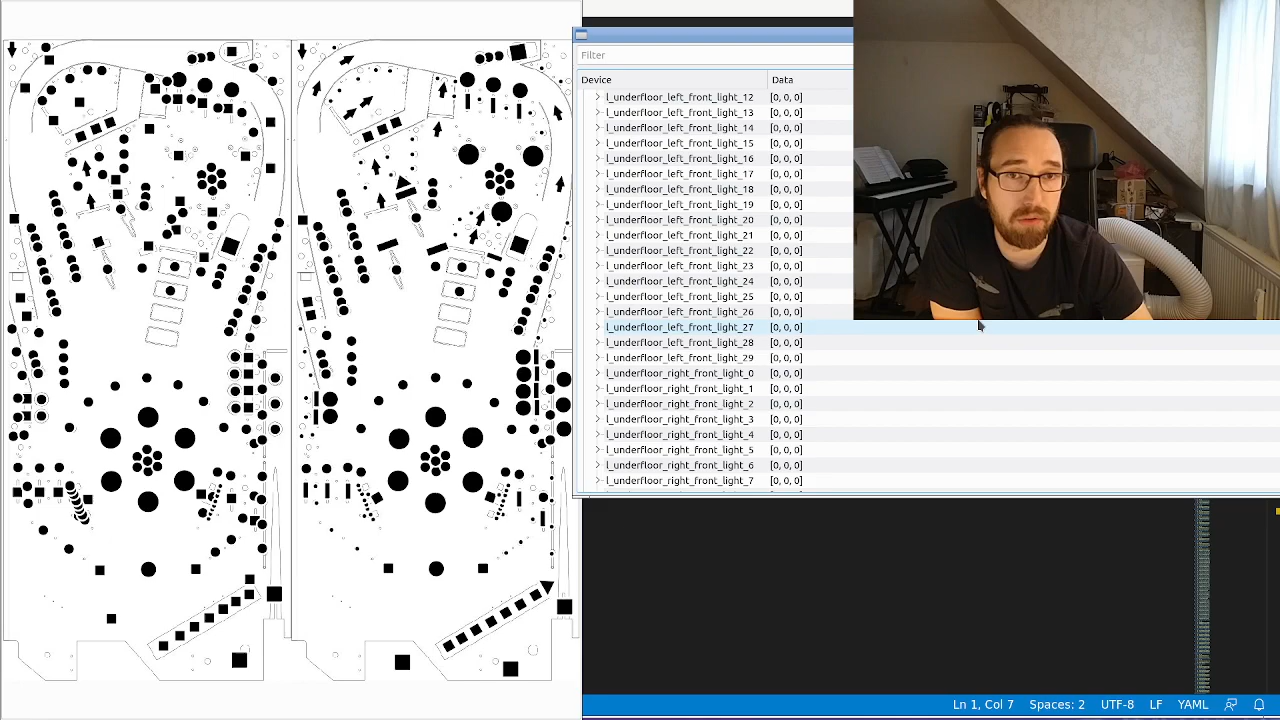 Filter
Device Data
l_underfloor_left_front_light_12 [0, 0, 0]
l_underfloor_left_front_light_13 [0, 0, 0]
l_underfloor_left_front_light_14 [0, 0, 0]
l_underfloor_left_front_light_15 [0, 0, 0]
l_underfloor_left_front_light_16 [0, 0, 0]
l_underfloor_left_front_light_17 [0, 0, 0]
l_underfloor_left_front_light_18 [0, 0, 0]
l_underfloor_left_front_light_19 [0, 0, 0]
l_underfloor_left_front_light_20 [0, 0, 0]
l_underfloor_left_front_light_21 [0, 0, 0]
l_underfloor_left_front_light_22 [0, 0, 0]
l_underfloor_left_front_light_23 [0, 0, 0]
l_underfloor_left_front_light_24 [0, 0, 0]
l_underfloor_left_front_light_25 [0, 0, 0]
l_underfloor_left_front_light_26 [0, 0, 0]
l_underfloor_left_front_light_27 [0, 0, 0]
l_underfloor_left_front_light_28 [0, 0, 0]
l_underfloor_left_front_light_29 [0, 0, 0]
l_underfloor_right_front_light_0 [0, 0, 0]
l_underfloor_right_front_light_1 [0, 0, 0]
l_underfloor_right_front_light_2 [0, 0, 0]
l_underfloor_right_front_light_3 [0, 0, 0]
l_underfloor_right_front_light_4 [0, 0, 0]
l_underfloor_right_front_light_5 [0, 0, 0]
l_underfloor_right_front_light_6 [0, 0, 0]
l_underfloor_right_front_light_7 [0, 0, 0]
Ln 1, Col 7 Spaces: 2 UTF-8 LF YAML